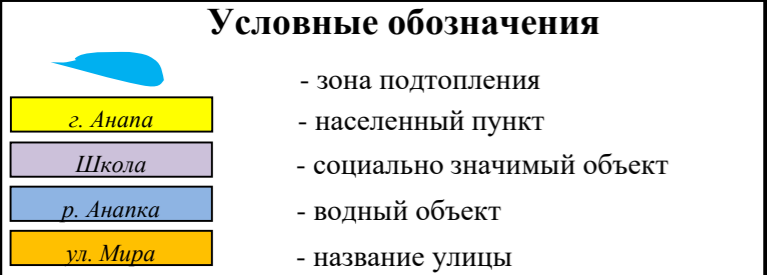 Условные обозначения
- зона подтопления
г. Анапа - населенный пункт
Школа - социально значимый объект
р. Анапка - водный объект
ул. Мира - название улицы